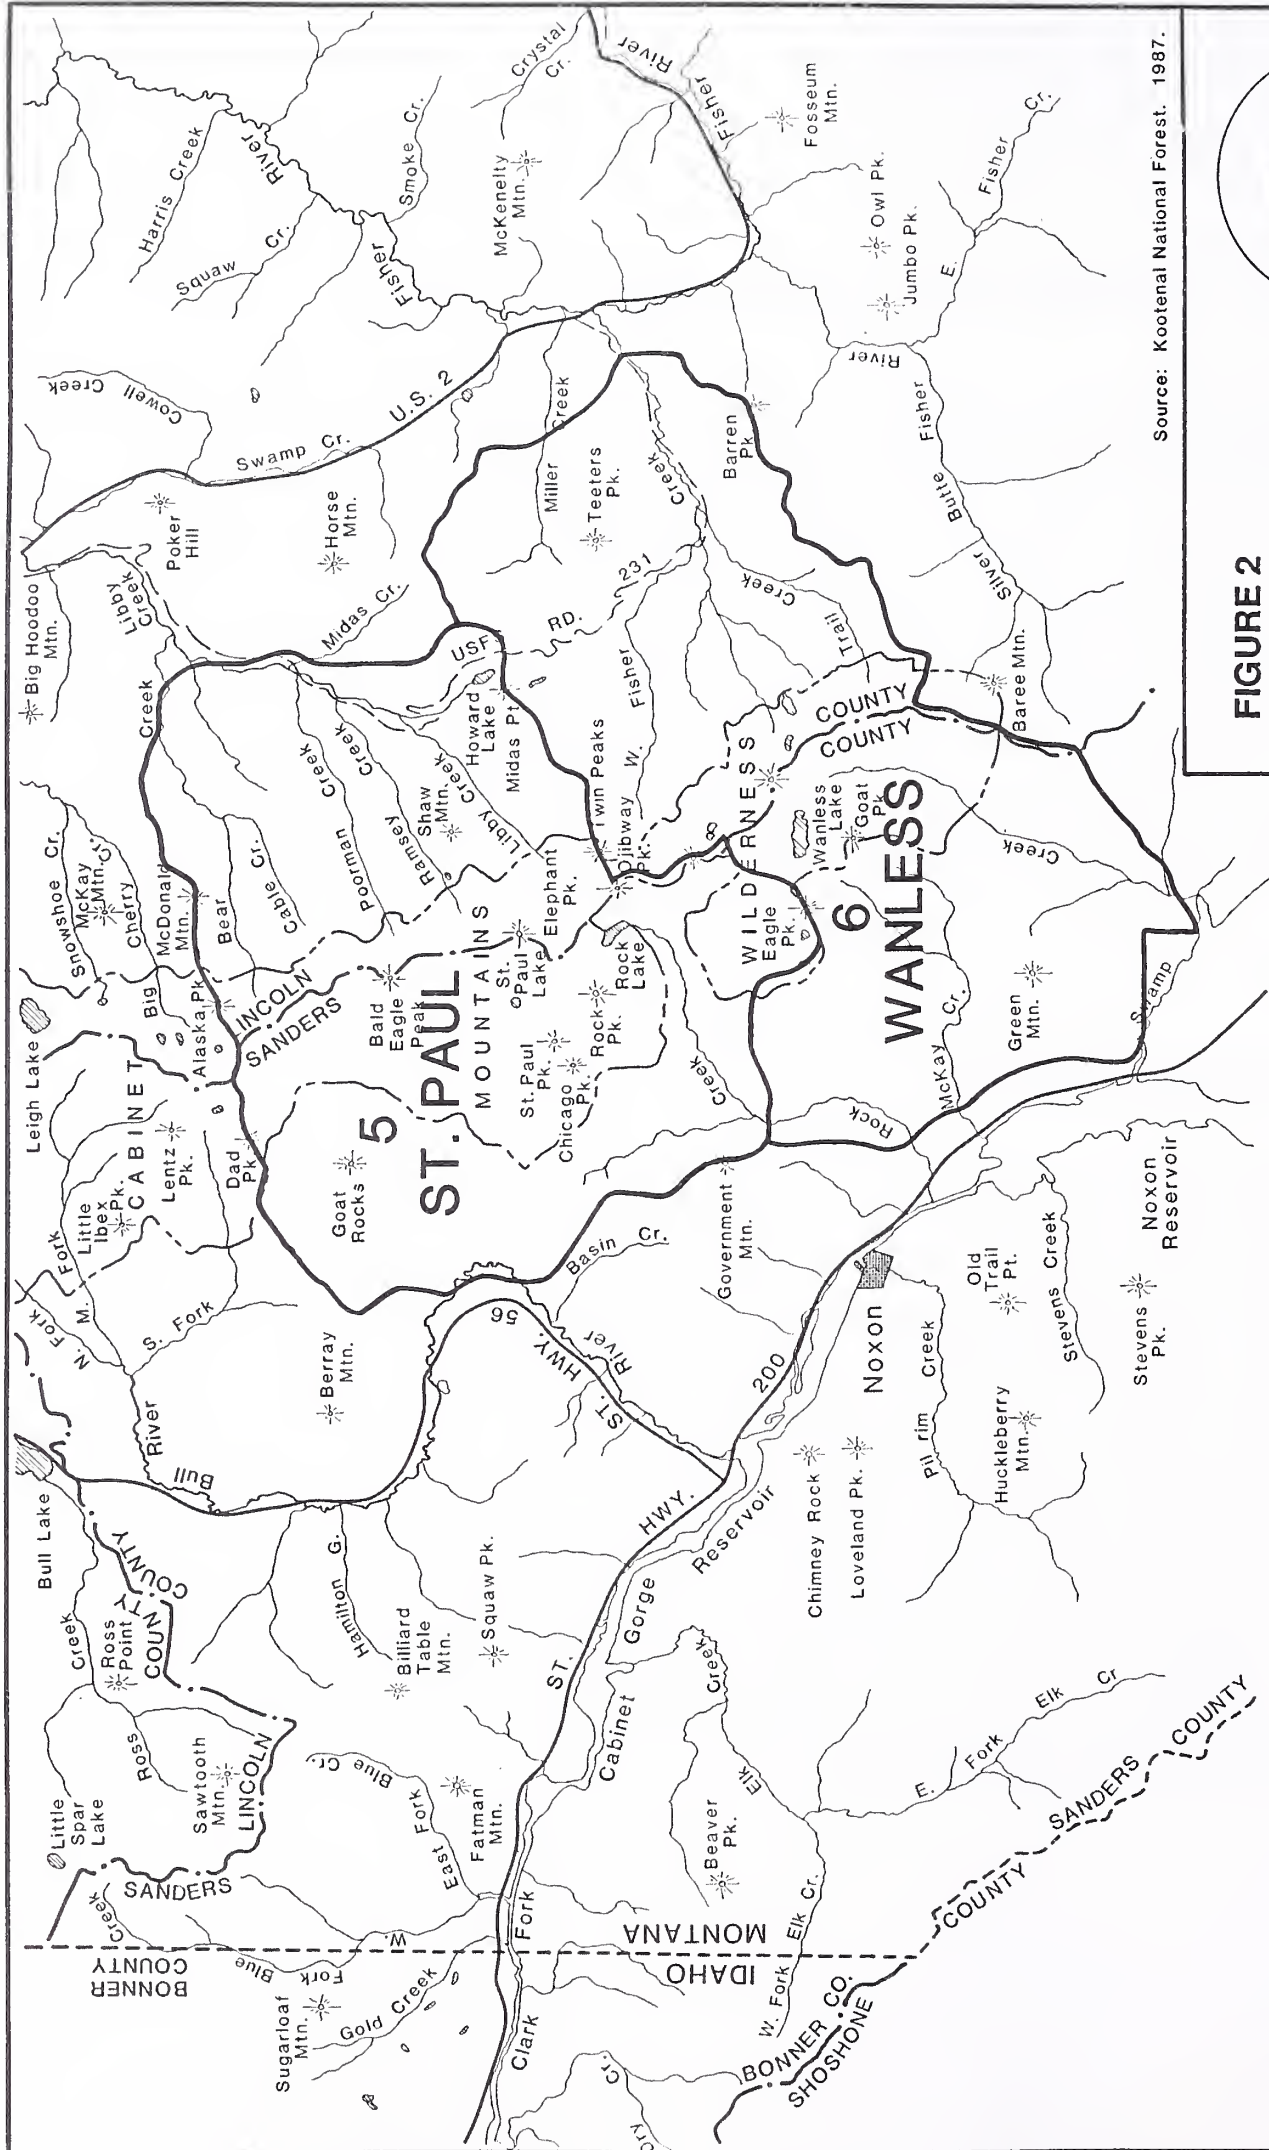 Bull Lake
Leigh Lake
Big Hoodoo
Mtn.
Little
Spar
Lake
Creek
Ross
Point
COUNTY
COUN TY
Ross
Sawtooth
Mtn.
LINCOLN
SANDERS
BONNER
COUNTY
Creek
Blue
Fork
W.
Sugarloaf
Mtn.
Gold Creek
East Fork
Blue Cr.
Fatman
Mtn.
Billiard
Table
Mtn.
Hamilton G.
Squaw Pk.
Bull
River
N. Fork
M.
Fork
S. Fork
Berray
Mtn.
Little
Ibex
Pk.
CABINET
Lentz
Pk.
Dad
Pk.
Goat
Rocks
Alaska Pk.
Big
Cherry
Creek
Snowshoe Cr.
McKay
Mtn.
Cr.
McDonald
Mtn.
Bear
Cable Cr.
Poorman
Creek
Ramsey
Creek
Shaw
Mtn.
Libby
Creek
LINCOLN
SANDERS
Bald
Eagle
Peak
5
ST. PAUL
MOUNTAINS
St.
Paul
Lake
Elephant
Pk.
St. Paul
Pk.
Chicago
Pk.
Rock
Pk.
Rock
Lake
Howard
Lake
Midas Pt.
Twin Peaks
Ojibway
Pk.
Libby
Creek
Midas Cr.
Poker
Hill
Horse
Mtn.
Swamp Cr.
U.S. 2
Cowell
Creek
Harris Creek
Squaw Cr.
Fisher
River
Smoke Cr.
McKenelty
Mtn.
Crystal
Cr.
Fisher
River
Fosseum
Mtn.
Owl Pk.
Jumbo Pk.
E.
Fisher
Cr.
River
Silver
Butte
Fisher
Miller
Creek
Teeters
Pk.
Barren
Pk.
USFS
RD.
231
W.
Fisher
Creek
Trail
Creek
COUNTY
COUNTY
Baree Mtn.
WILDERNESS
Eagle
Pk.
Wanless
Lake
Goat
Pk.
6
WANLESS
Green
Mtn.
McKay Cr.
Swamp
Creek
Rock
Creek
Government
Mtn.
Basin Cr.
ST. HWY. 56
River
ST. HWY. 200
Noxon
Noxon
Reservoir
Old
Trail
Pt.
Stevens Creek
Stevens
Pk.
Pil rim
Creek
Huckleberry
Mtn.
Chimney Rock
Loveland Pk.
Cabinet
Gorge
Reservoir
Clark
Fork
Elk
Creek
Beaver
Pk.
MONTANA
IDAHO
W. Fork
Elk Cr.
E.
Fork
Elk
Cr
BONNER CO.
SHOSHONE
COUNTY
SANDERS
COUNTY
ory
Cr.
Source: Kootenal National Forest. 1987.
FIGURE 2